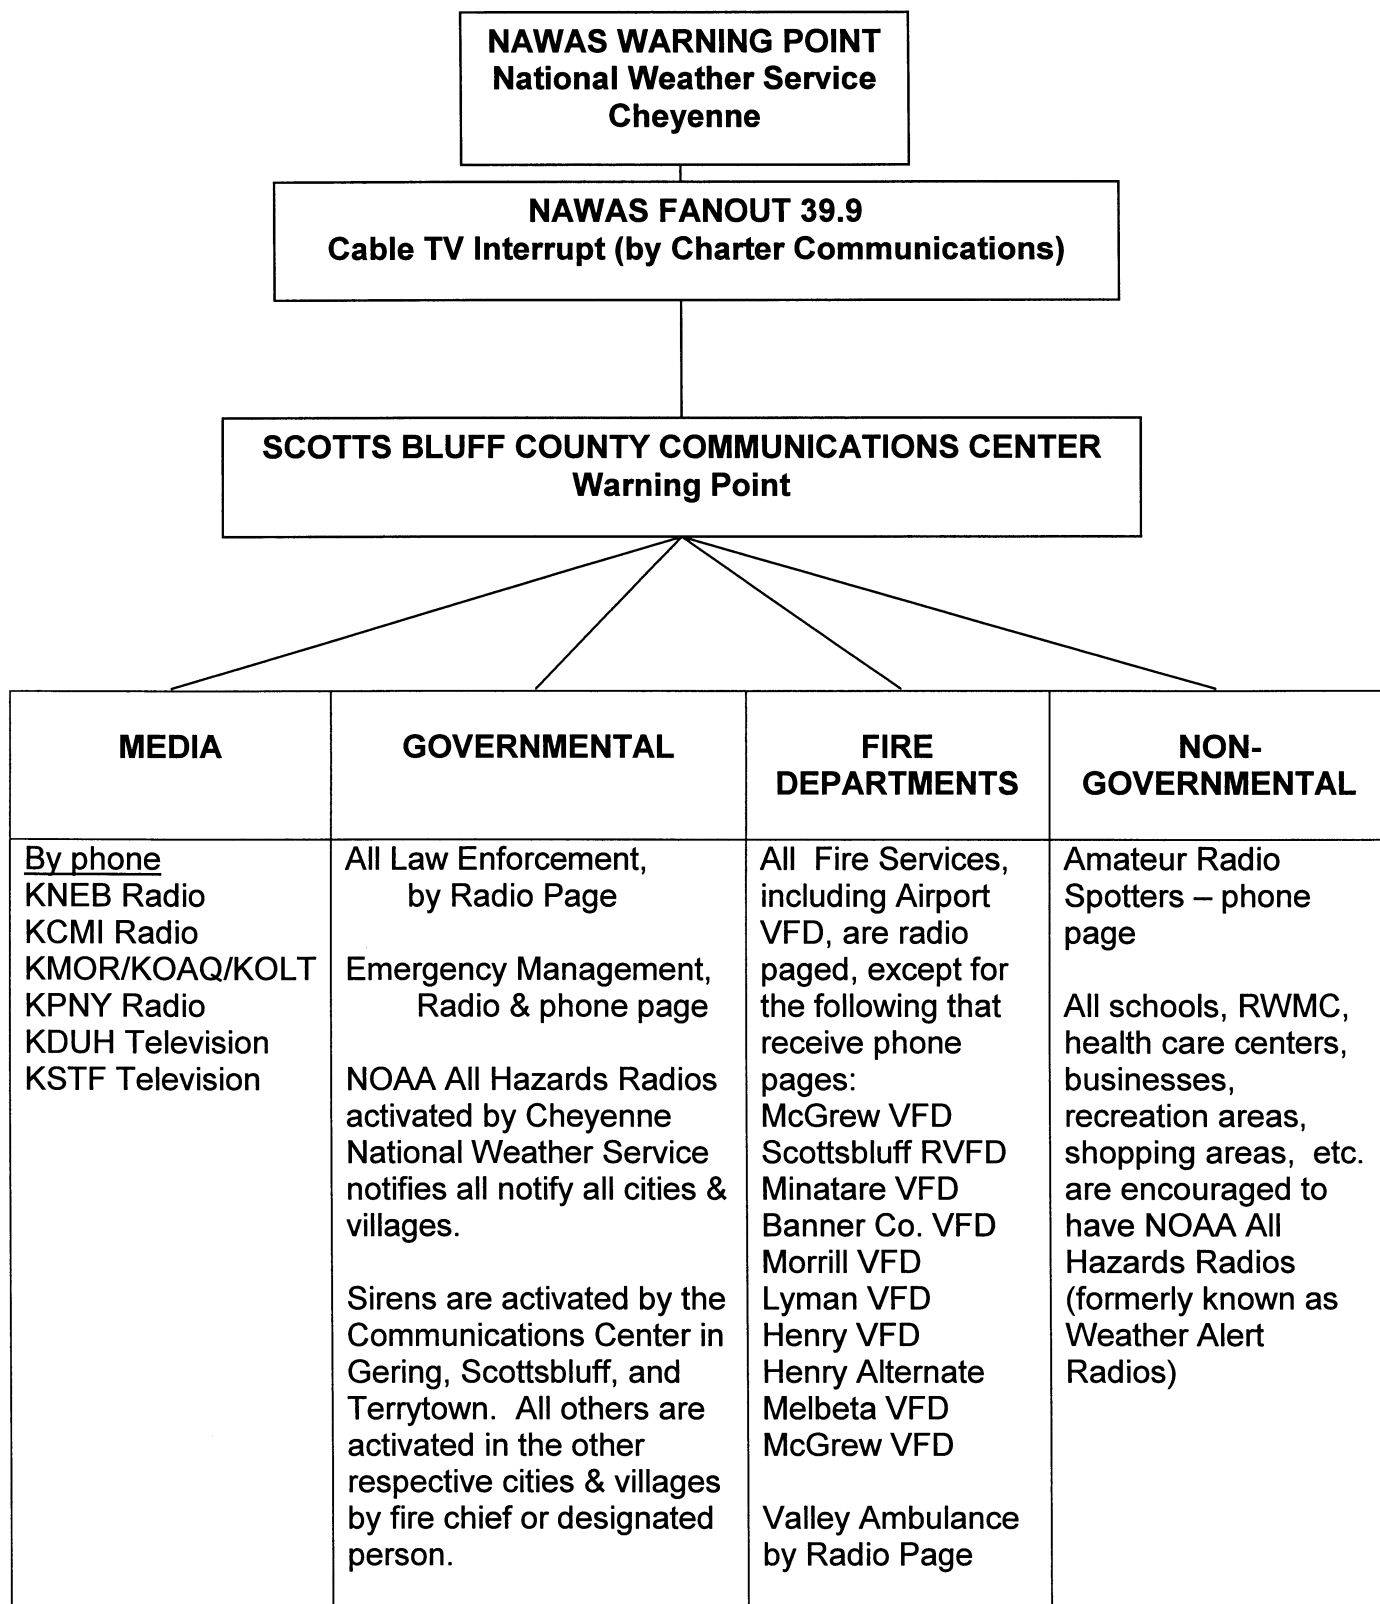 NAWAS WARNING POINT
National Weather Service
Cheyenne
NAWAS FANOUT 39.9
Cable TV Interrupt (by Charter Communications)
SCOTTS BLUFF COUNTY COMMUNICATIONS CENTER
Warning Point
MEDIA
By phone
KNEB Radio
KCMI Radio
KMOR/KOAQ/KOLT
KPNY Radio
KDUH Television
KSTF Television
GOVERNMENTAL
All Law Enforcement,
by Radio Page
Emergency Management,
Radio & phone page
NOAA All Hazards Radios
activated by Cheyenne
National Weather Service
notifies all notify all cities &
villages.
Sirens are activated by the
Communications Center in
Gering, Scottsbluff, and
Terrytown.  All others are
activated in the other
respective cities & villages
by fire chief or designated
person.
FIRE
DEPARTMENTS
All  Fire Services,
including Airport
VFD, are radio
paged, except for
the following that
receive phone
pages:
McGrew VFD
Scottsbluff RVFD
Minatare VFD
Banner Co. VFD
Morrill VFD
Lyman VFD
Henry VFD
Henry Alternate
Melbeta VFD
McGrew VFD
Valley Ambulance
by Radio Page
NON-
GOVERNMENTAL
Amateur Radio
Spotters – phone
page
All schools, RWMC,
health care centers,
businesses,
recreation areas,
shopping areas,  etc.
are encouraged to
have NOAA All
Hazards Radios
(formerly known as
Weather Alert
Radios)